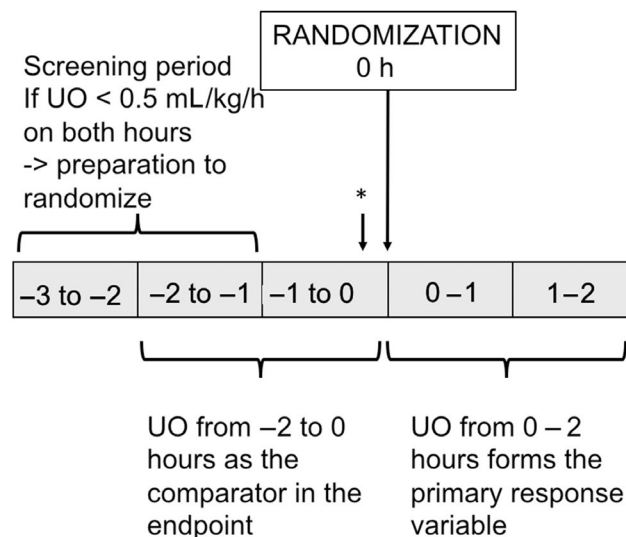 RANDOMIZATION
0 h
Screening period
If UO < 0.5 mL/kg/h
on both hours
-> preparation to
randomize
*
–3 to –2
–2 to –1
–1 to 0
0–1
1–2
UO from –2 to 0
hours as the
comparator in the
endpoint
UO from 0 – 2
hours forms the
primary response
variable